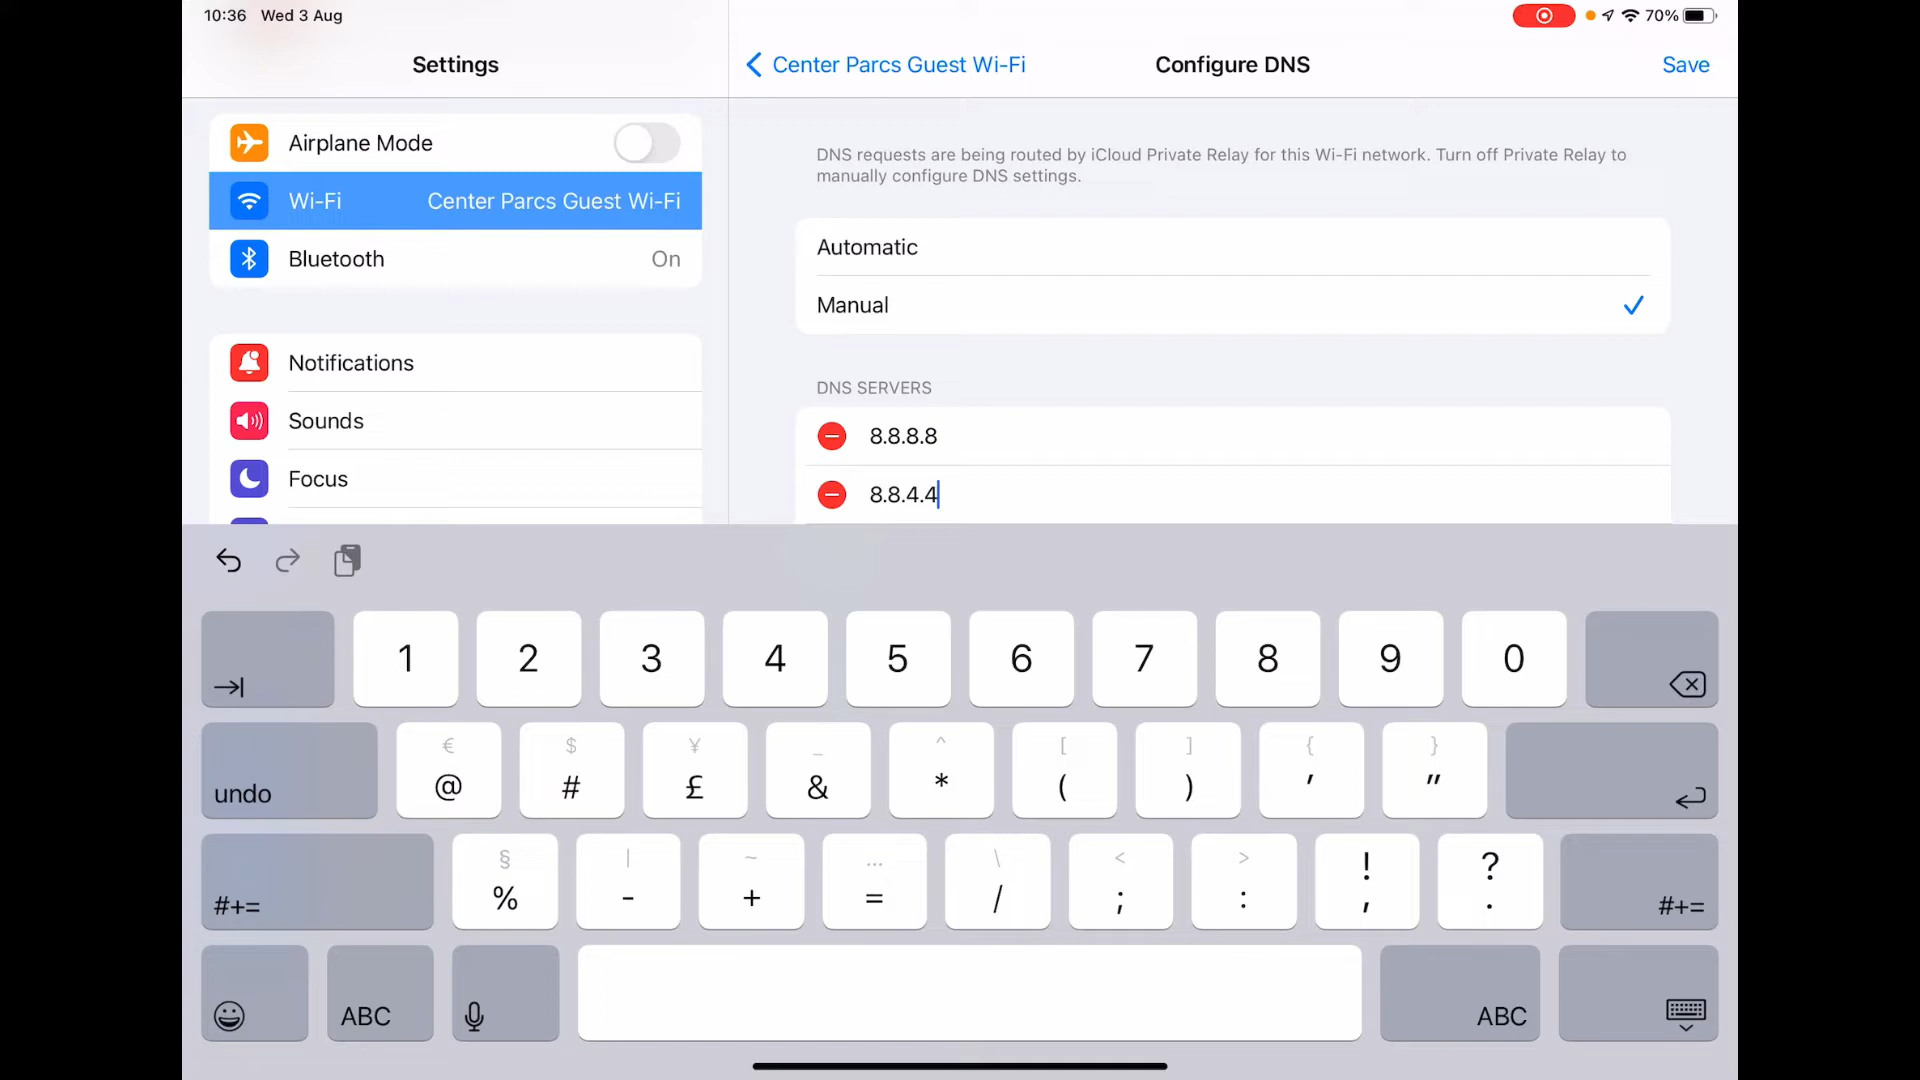 10:36 Wed 3 Aug
70%
Settings
Center Parcs Guest Wi-Fi
Configure DNS
Save
Airplane Mode
Wi-Fi
Center Parcs Guest Wi-Fi
Bluetooth
On
Notifications
Sounds
Focus
DNS requests are being routed by iCloud Private Relay for this Wi-Fi network. Turn off Private Relay to
manually configure DNS settings.
Automatic
Manual
DNS SERVERS
8.8.8.8
8.8.4.4
1 2 3 4 5 6 7 8 9 0
€ $ ¥ _ ^ [ ] { }
undo @ # £ & * ( ) ' "
§ | ~ … \ < > ! ?
#+= % - + = / ; : , . #+=
ABC ABC